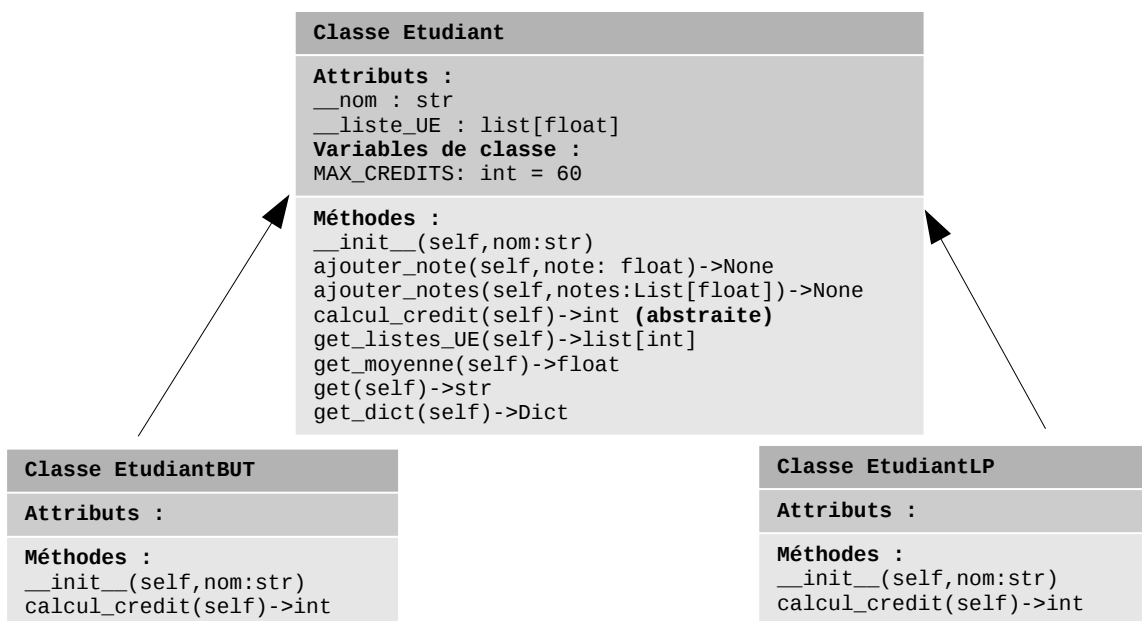 Classe Etudiant
Attributs :
__nom : str
__liste_UE : list[float]
Variables de classe :
MAX_CREDITS: int = 60
Méthodes :
__init__(self,nom:str)
ajouter_note(self,note: float)->None
ajouter_notes(self,notes:List[float])->None
calcul_credit(self)->int (abstraite)
get_listes_UE(self)->list[int]
get_moyenne(self)->float
get(self)->str
get_dict(self)->Dict
Classe EtudiantBUT
Attributs :
Méthodes :
__init__(self,nom:str)
calcul_credit(self)->int
Classe EtudiantLP
Attributs :
Méthodes :
__init__(self,nom:str)
calcul_credit(self)->int